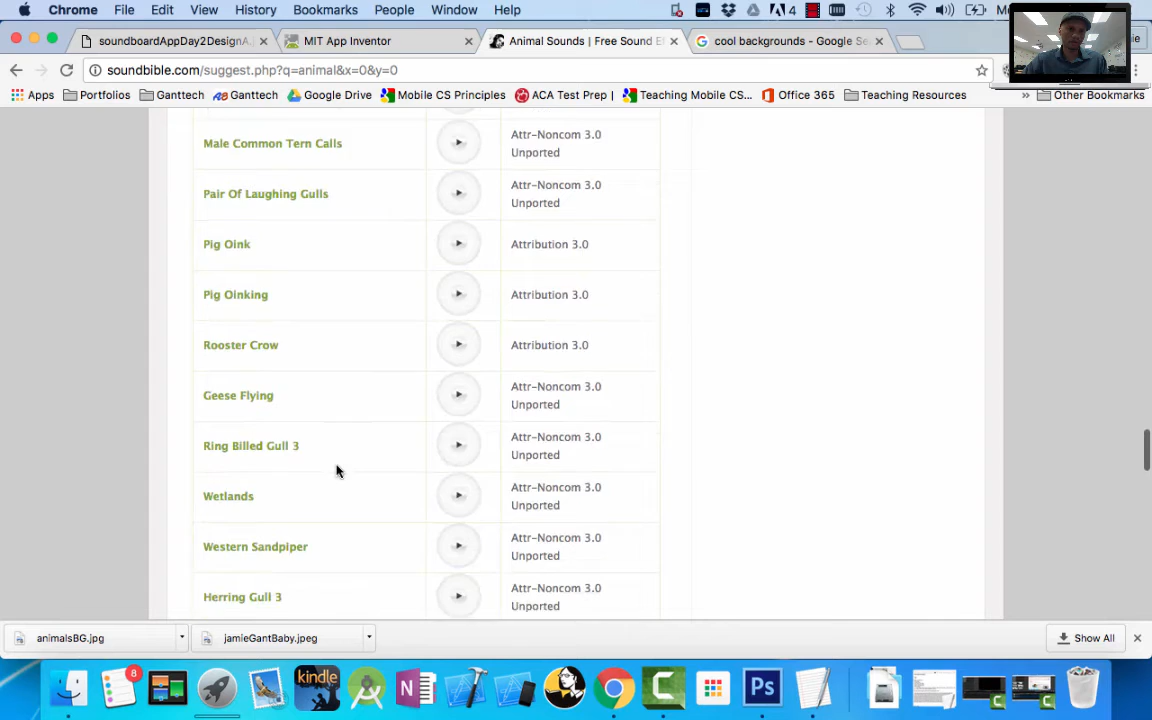 Chrome File Edit View History Bookmarks People Window Help 4
soundboardAppDay2DesignA MIT App Inventor Animal Sounds | Free Sound Ef cool backgrounds - Google Se
soundbible.com/suggest.php?q=animal&x=0&y=0
Apps Portfolios Ganttech Ganttech Google Drive Mobile CS Principles ACA Test Prep | Teaching Mobile CS... Office 365 Teaching Resources » Other Bookmarks
Male Common Tern Calls
Attr-Noncom 3.0
Unported
Pair Of Laughing Gulls
Attr-Noncom 3.0
Unported
Pig Oink
Attribution 3.0
Pig Oinking
Attribution 3.0
Rooster Crow
Attribution 3.0
Geese Flying
Attr-Noncom 3.0
Unported
Ring Billed Gull 3
Attr-Noncom 3.0
Unported
Wetlands
Attr-Noncom 3.0
Unported
Western Sandpiper
Attr-Noncom 3.0
Unported
Herring Gull 3
Attr-Noncom 3.0
Unported
animalsBG.jpg jamieGantBaby.jpeg Show All
8
kindle
N
C
Ps